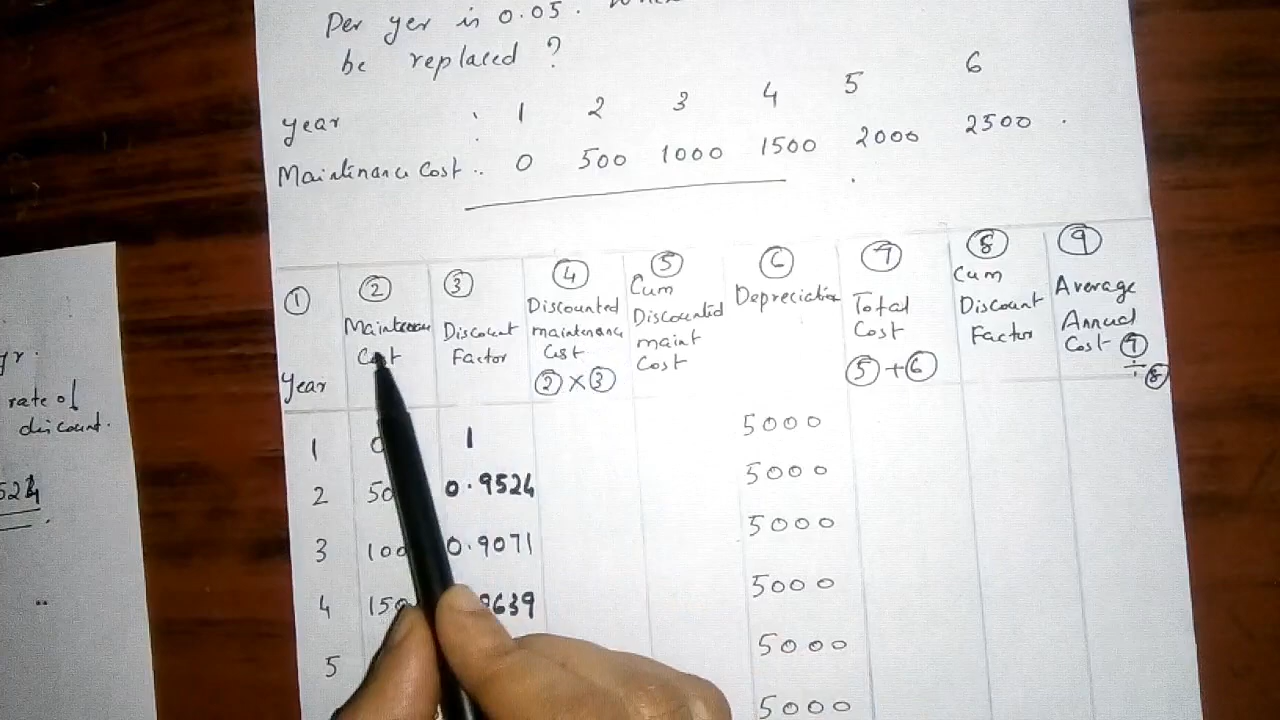 Per yer is 0.05.
be replaced ?
year : 1 2 3 4 5 6
Maintinance Cost .. 0 500 1000 1500 2000 2500 .
① ② ③ ④ ⑤ ⑥ ⑦ ⑧ ⑨
Year
Cost
Discount
Factor
Discounted
maintenance
Cost
② × ③
Cum
Discounted
maint
Cost
Depreciation
Total
Cost
⑤ + ⑥
Cum
Discount
Factor
Average
Annual
Cost ⑦
÷ ⑧
1 1 5000
2 0.9524 5000
3 0.9071 5000
4 5000
5 5000
5000
yr.
rate of
discount.